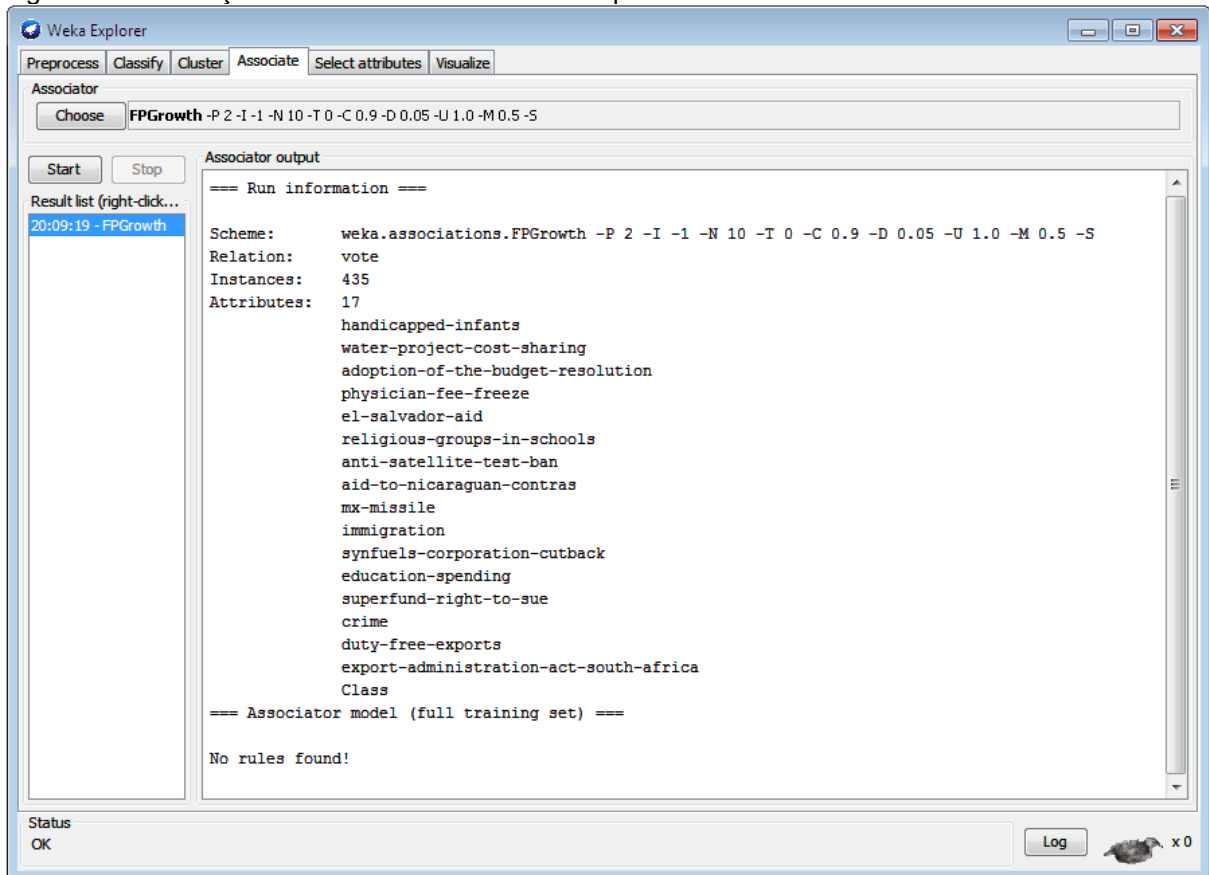 Weka Explorer
Preprocess Classify Cluster Associate Select attributes Visualize
Associator
Choose FPGrowth -P 2 -I -1 -N 10 -T 0 -C 0.9 -D 0.05 -U 1.0 -M 0.5 -S
Start Stop
Result list (right-click...
20:09:19 - FPGrowth
Associator output
=== Run information ===
Scheme: weka.associations.FPGrowth -P 2 -I -1 -N 10 -T 0 -C 0.9 -D 0.05 -U 1.0 -M 0.5 -S
Relation: vote
Instances: 435
Attributes: 17
handicapped-infants
water-project-cost-sharing
adoption-of-the-budget-resolution
physician-fee-freeze
el-salvador-aid
religious-groups-in-schools
anti-satellite-test-ban
aid-to-nicaraguan-contras
mx-missile
immigration
synfuels-corporation-cutback
education-spending
superfund-right-to-sue
crime
duty-free-exports
export-administration-act-south-africa
Class
=== Associator model (full training set) ===
No rules found!
Status
OK
Log x 0